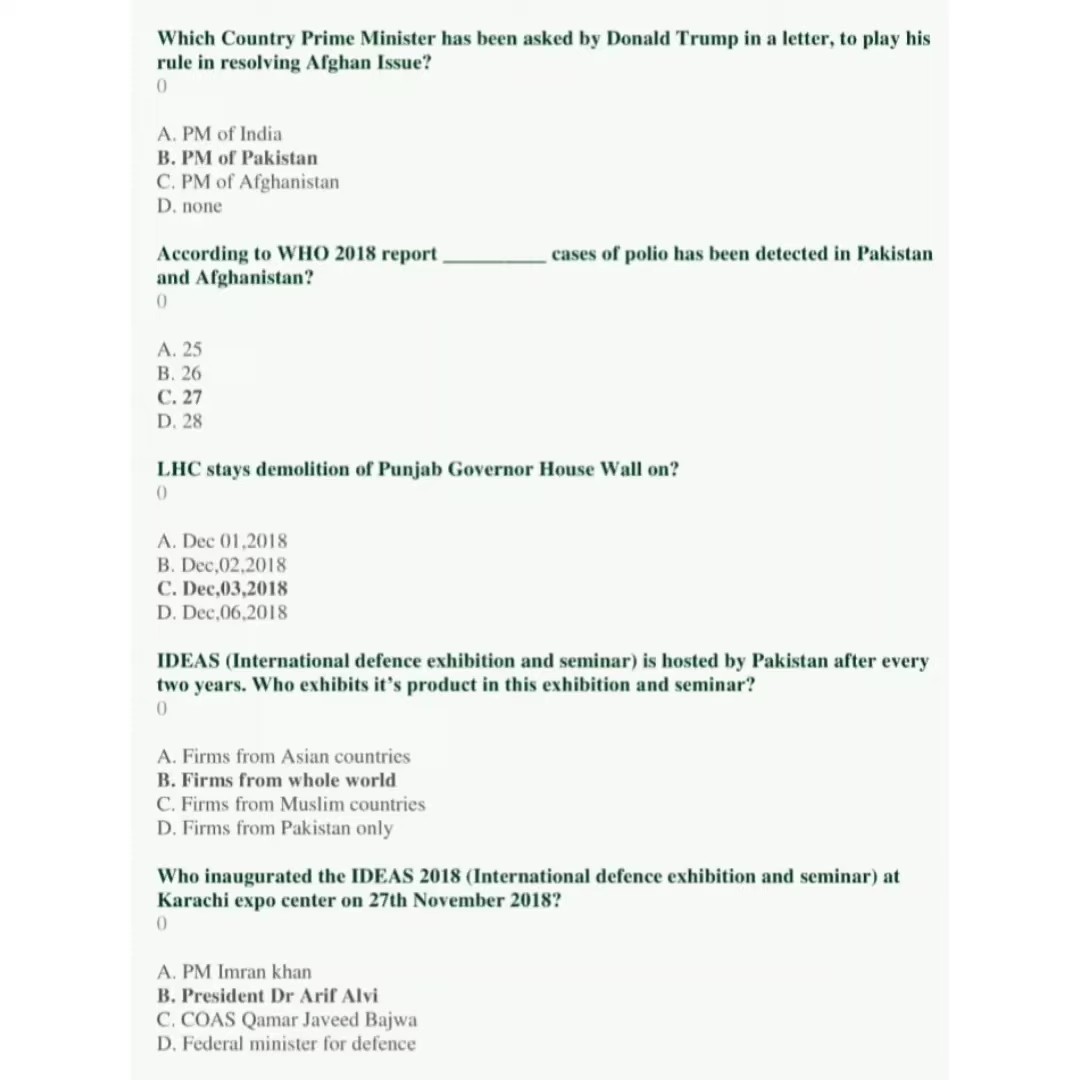 Which Country Prime Minister has been asked by Donald Trump in a letter, to play his
rule in resolving Afghan Issue?
0
A. PM of India
B. PM of Pakistan
C. PM of Afghanistan
D. none
According to WHO 2018 report __________ cases of polio has been detected in Pakistan
and Afghanistan?
0
A. 25
B. 26
C. 27
D. 28
LHC stays demolition of Punjab Governor House Wall on?
0
A. Dec 01,2018
B. Dec,02,2018
C. Dec,03,2018
D. Dec,06,2018
IDEAS (International defence exhibition and seminar) is hosted by Pakistan after every
two years. Who exhibits it’s product in this exhibition and seminar?
0
A. Firms from Asian countries
B. Firms from whole world
C. Firms from Muslim countries
D. Firms from Pakistan only
Who inaugurated the IDEAS 2018 (International defence exhibition and seminar) at
Karachi expo center on 27th November 2018?
0
A. PM Imran khan
B. President Dr Arif Alvi
C. COAS Qamar Javeed Bajwa
D. Federal minister for defence